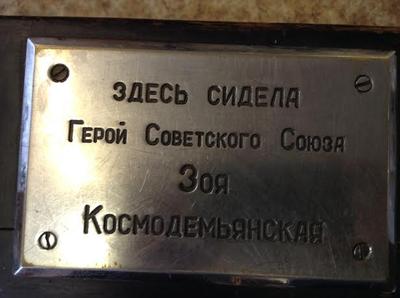 ЗДЕСЬ СИДЕЛА
ГЕРОЙ СОВЕТСКОГО СОЮЗА
ЗОЯ
КОСМОДЕМЬЯНСКАЯ